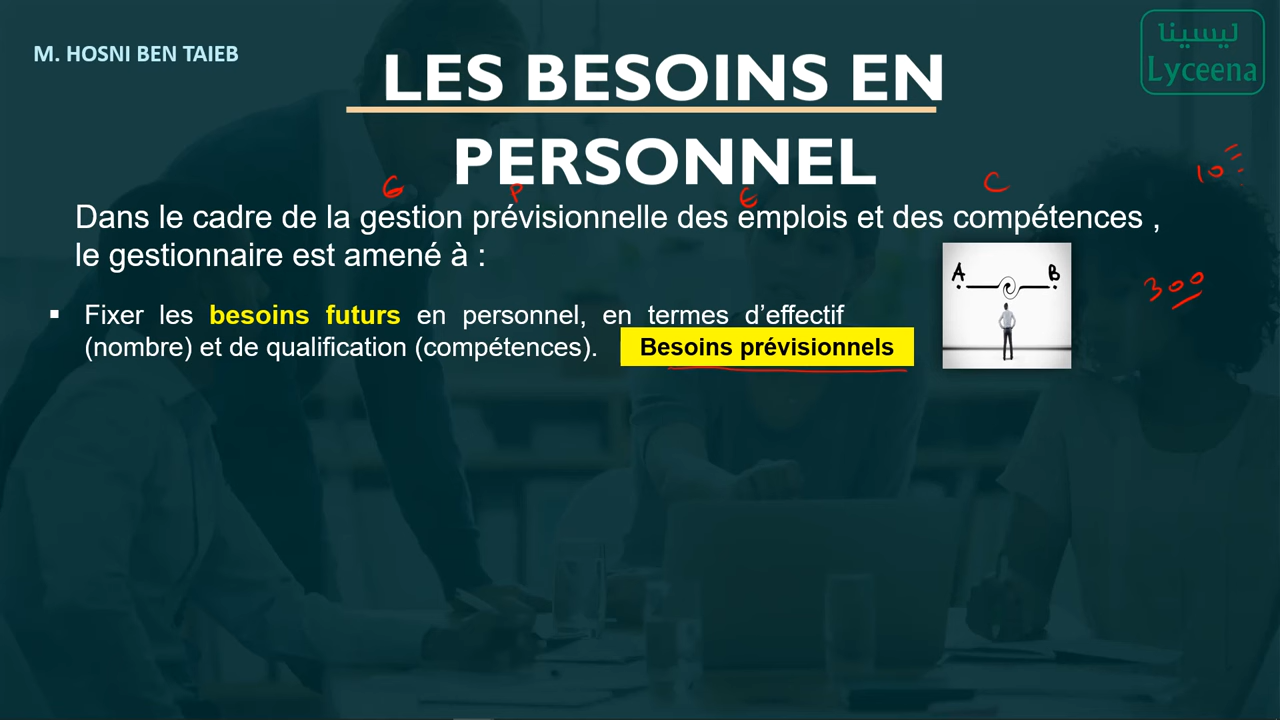 M. HOSNI BEN TAIEB
ليسينا
Lyceena
LES BESOINS EN
PERSONNEL
10
G P E C
Dans le cadre de la gestion prévisionnelle des emplois et des compétences ,
le gestionnaire est amené à :
A B
300
▪ Fixer les besoins futurs en personnel, en termes d’effectif
(nombre) et de qualification (compétences). Besoins prévisionnels